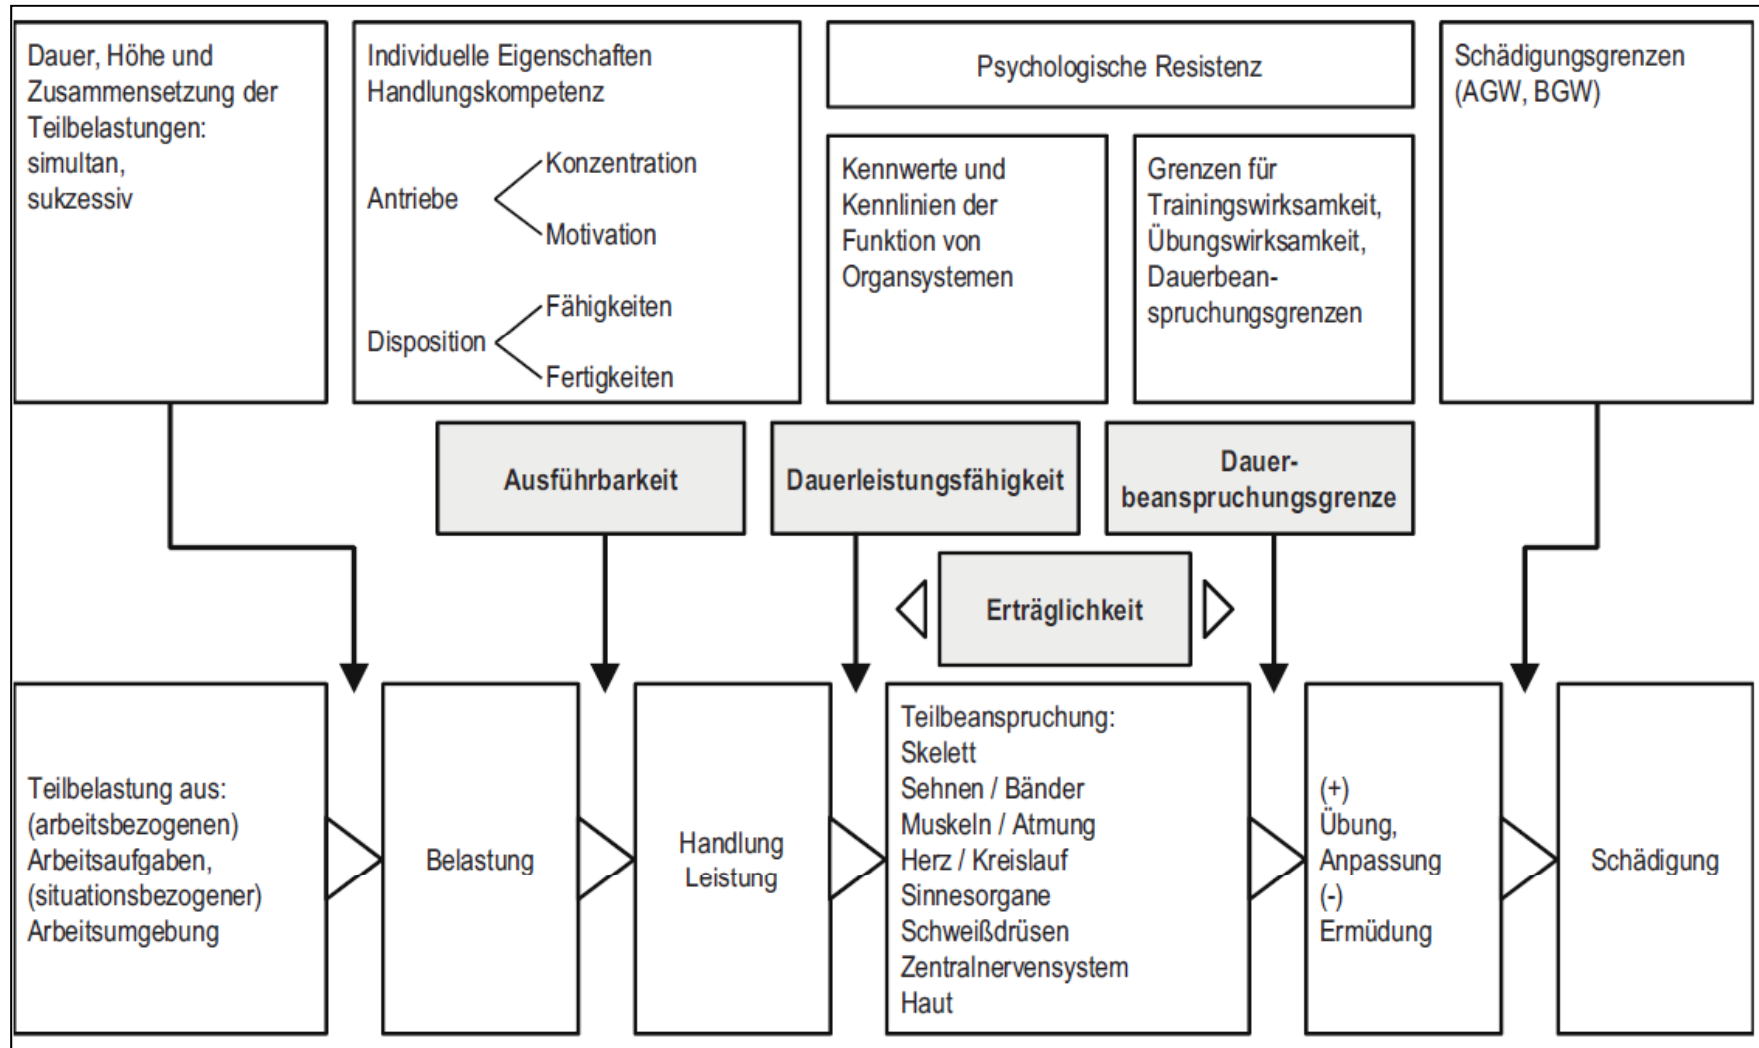 Dauer, Höhe und
Zusammensetzung der
Teilbelastungen:
simultan,
sukzessiv
Individuelle Eigenschaften
Handlungskompetenz
Konzentration
Antriebe
Motivation
Fähigkeiten
Disposition
Fertigkeiten
Psychologische Resistenz
Kennwerte und
Kennlinien der
Funktion von
Organsystemen
Grenzen für
Trainingswirksamkeit,
Übungswirksamkeit,
Dauerbean-
spruchungsgrenzen
Schädigungsgrenzen
(AGW, BGW)
Ausführbarkeit
Dauerleistungsfähigkeit
Dauer-
beanspruchungsgrenze
Erträglichkeit
Teilbelastung aus:
(arbeitsbezogenen)
Arbeitsaufgaben,
(situationsbezogener)
Arbeitsumgebung
Belastung
Handlung
Leistung
Teilbeanspruchung:
Skelett
Sehnen / Bänder
Muskeln / Atmung
Herz / Kreislauf
Sinnesorgane
Schweißdrüsen
Zentralnervensystem
Haut
(+)
Übung,
Anpassung
(-)
Ermüdung
Schädigung